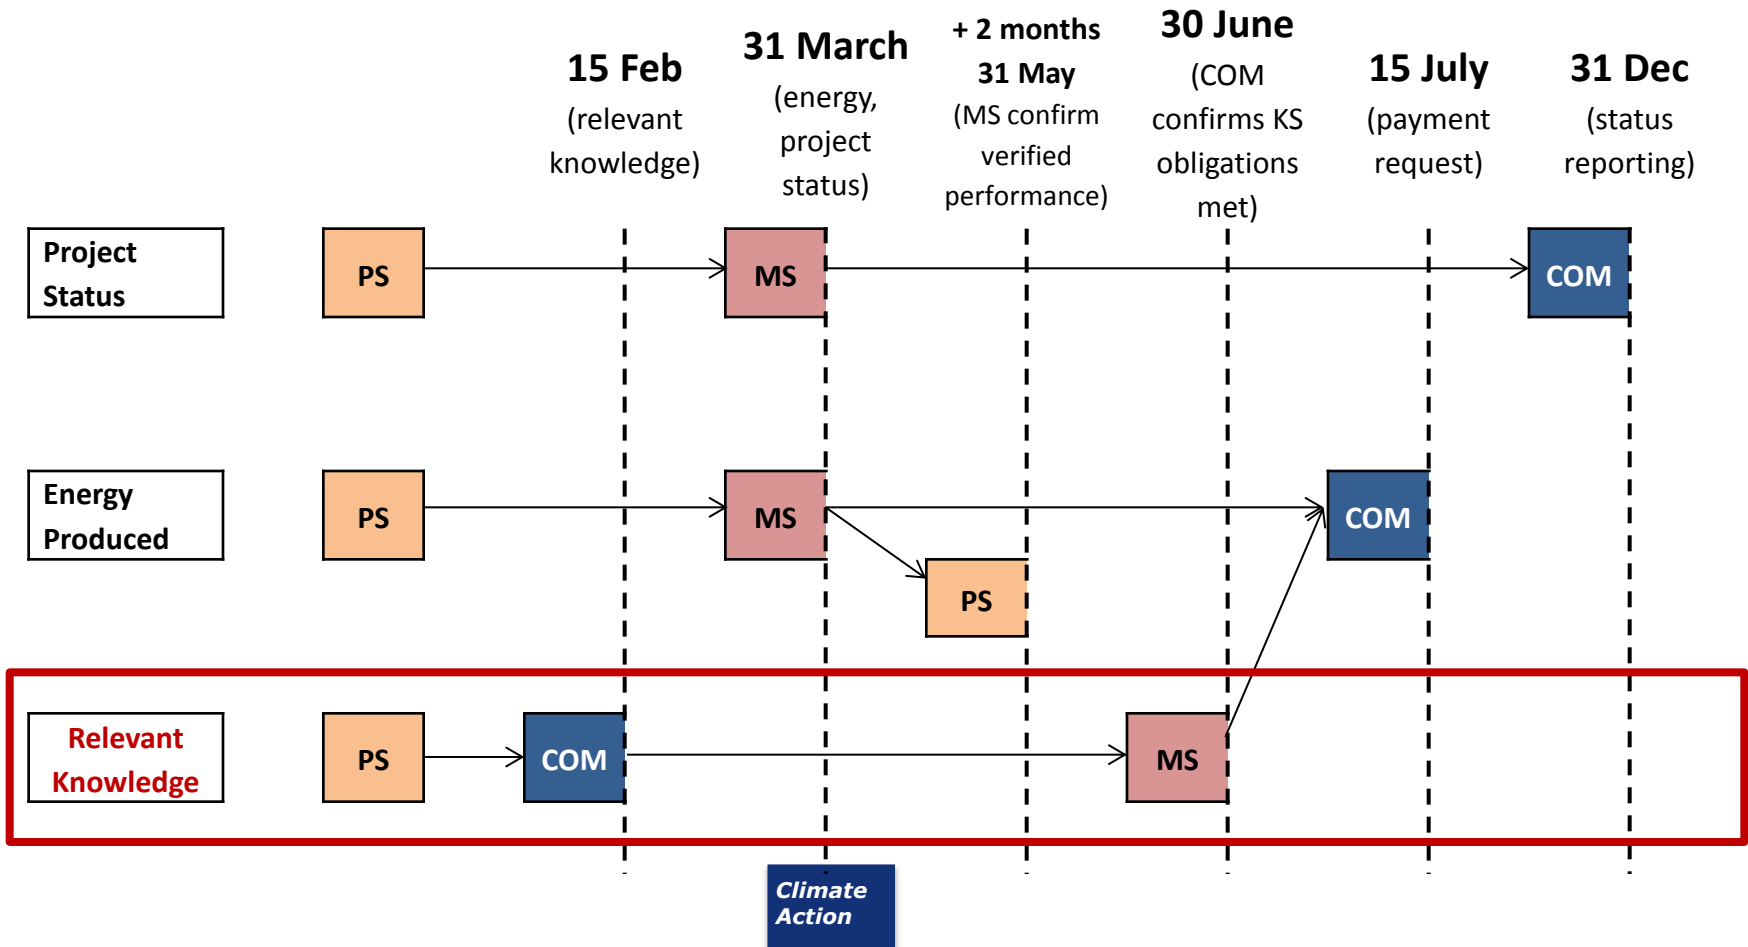 15 Feb
(relevant
knowledge)
31 March
(energy,
project
status)
+ 2 months
31 May
(MS confirm
verified
performance)
30 June
(COM
confirms KS
obligations
met)
15 July
(payment
request)
31 Dec
(status
reporting)
Project
Status
PS
MS
COM
Energy
Produced
PS
MS
COM
PS
Relevant
Knowledge
PS
COM
MS
Climate
Action